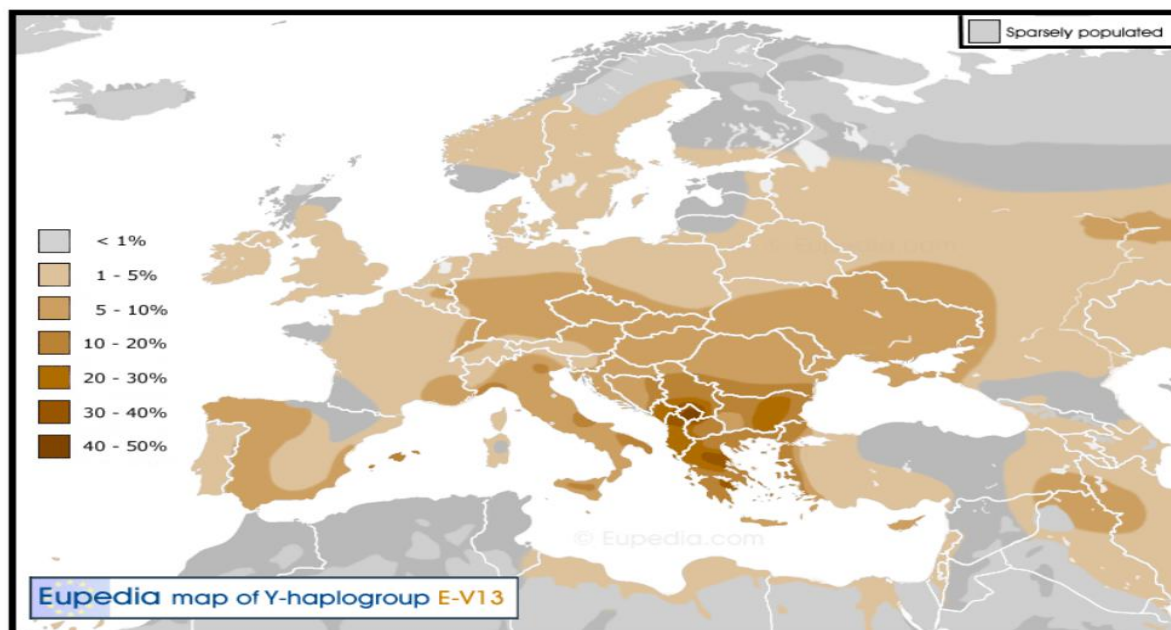 Sparsely populated
< 1%
1 - 5%
5 - 10%
10 - 20%
20 - 30%
30 - 40%
40 - 50%
© Eupedia.com
Eupedia map of Y-haplogroup E-V13